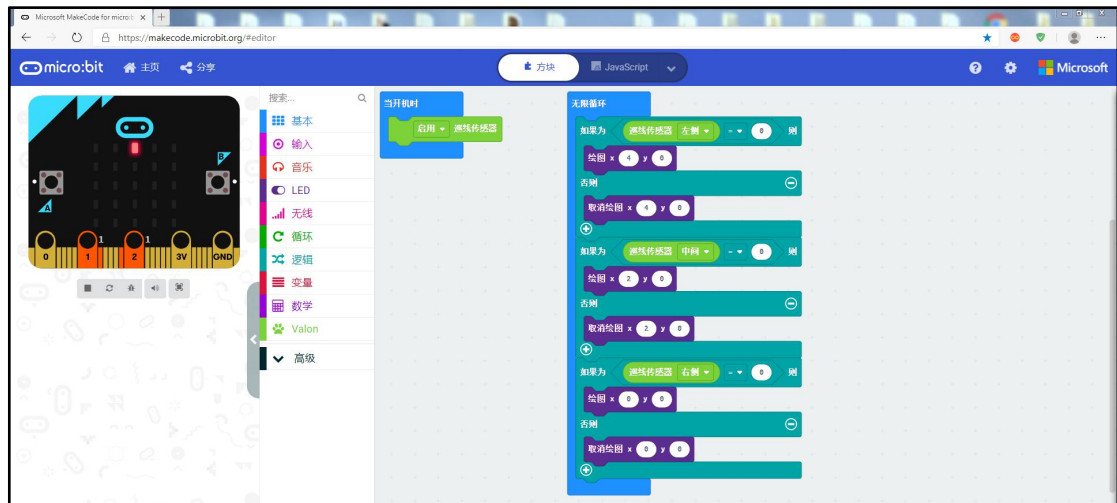 Microsoft MakeCode for micro:b
https://makecode.microbit.org/#editor
micro:bit 主页 分享 方块 JavaScript Microsoft
搜索...
基本
输入
音乐
LED
无线
循环
逻辑
变量
数学
Valon
高级
B
A
1 1
0 1 2 3V GND
当开机时
启用 巡线传感器
无限循环
如果为 巡线传感器 左侧 = 0 则
绘图 x 4 y 0
否则
取消绘图 x 4 y 0
如果为 巡线传感器 中间 = 0 则
绘图 x 2 y 0
否则
取消绘图 x 2 y 0
如果为 巡线传感器 右侧 = 0 则
绘图 x 0 y 0
否则
取消绘图 x 0 y 0